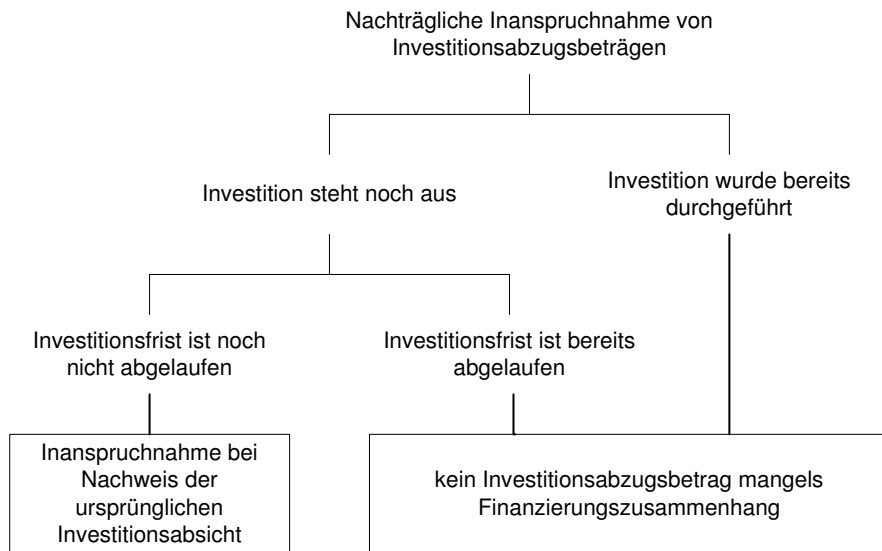 Nachträgliche Inanspruchnahme von
Investitionsabzugsbeträgen
Investition steht noch aus
Investition wurde bereits
durchgeführt
Investitionsfrist ist noch
nicht abgelaufen
Investitionsfrist ist bereits
abgelaufen
Inanspruchnahme bei
Nachweis der
ursprünglichen
Investitionsabsicht
kein Investitionsabzugsbetrag mangels
Finanzierungszusammenhang